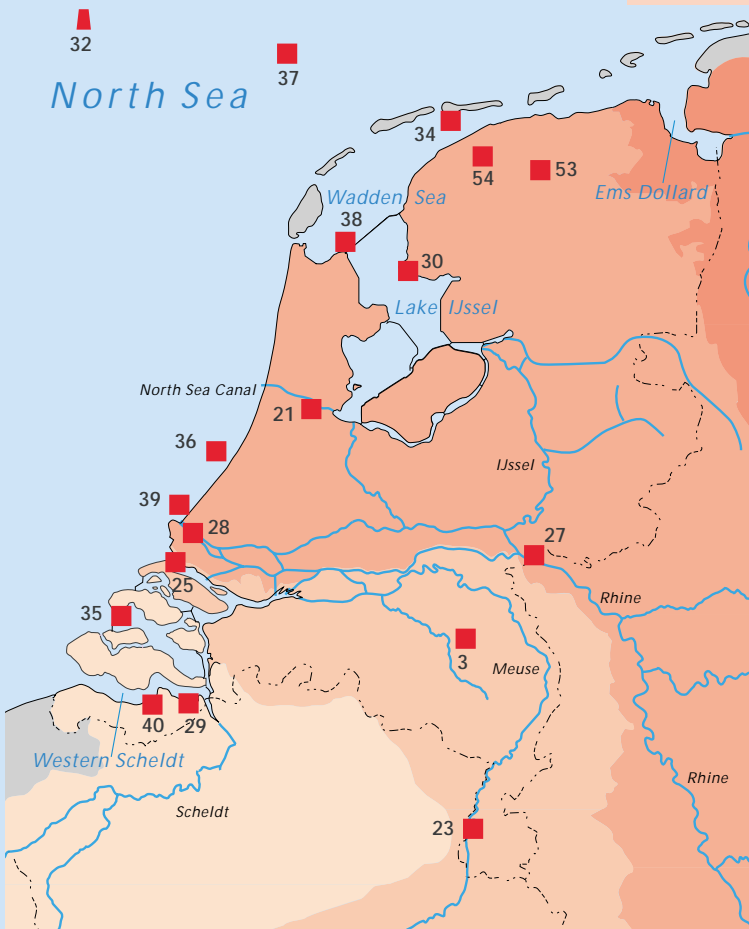 32
37
North Sea
34
54
53
Ems Dollard
Wadden Sea
38
30
Lake IJssel
North Sea Canal
21
36
IJssel
39
28
27
25
Rhine
35
3
Meuse
40
29
Western Scheldt
Rhine
Scheldt
23